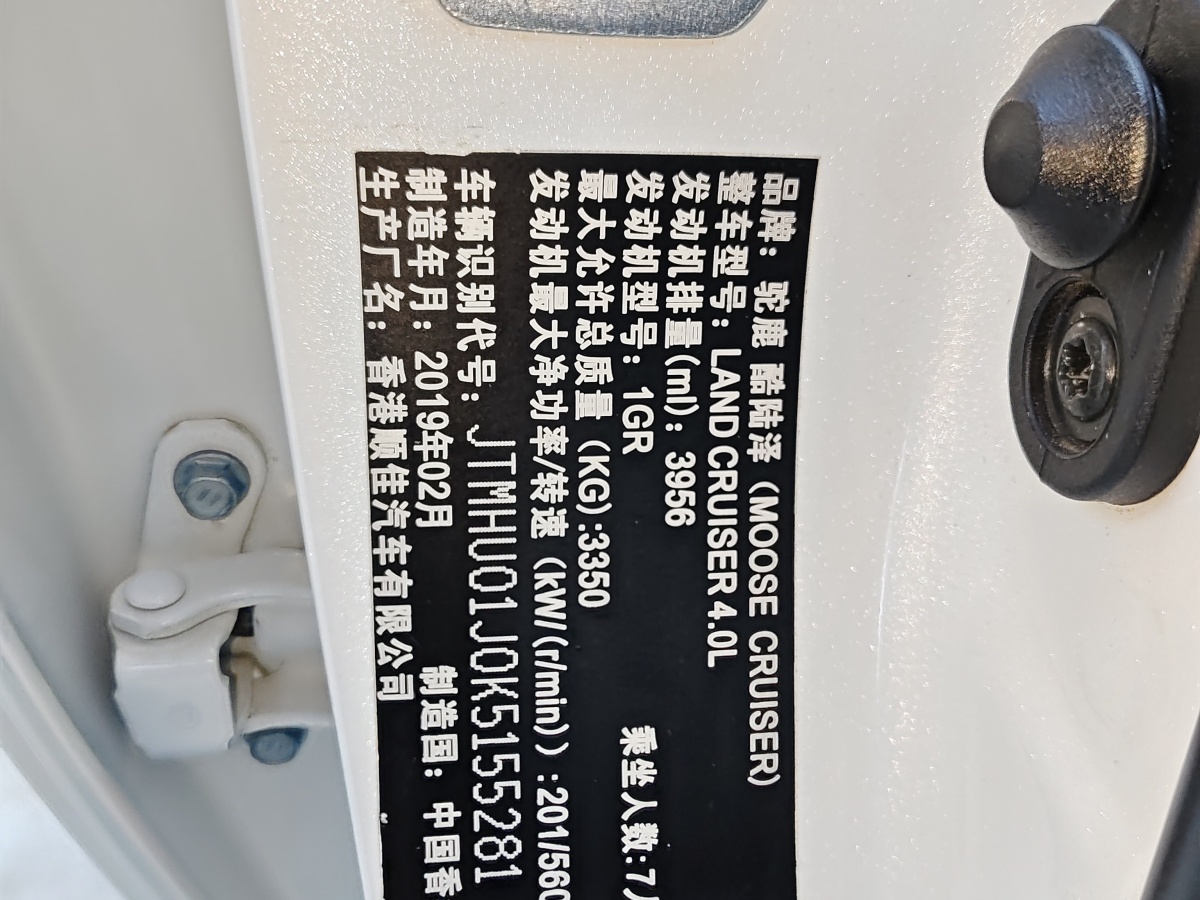 品牌：驼鹿 酷陆泽 (MOOSE CRUISER)
整车型号：LAND CRUISER 4.0L
发动机排量(ml)：3956
发动机型号：1GR 乘坐人数:7
最大允许总质量 (KG):3350
发动机最大净功率/转速 (kW/(r/min)):201/560
车辆识别代号：JTMHU01J0K5155281
制造年月：2019年02月 制造国：中国香
生产厂名：香港顺佳汽车有限公司